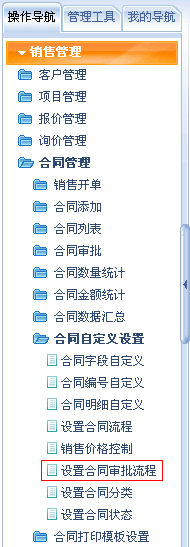 操作导航 管理工具 我的导航
销售管理
客户管理
项目管理
报价管理
询价管理
合同管理
销售开单
合同添加
合同列表
合同审批
合同数量统计
合同金额统计
合同数据汇总
合同自定义设置
合同字段自定义
合同编号自定义
合同明细自定义
设置合同流程
销售价格控制
设置合同审批流程
设置合同分类
设置合同状态
合同打印模板设置